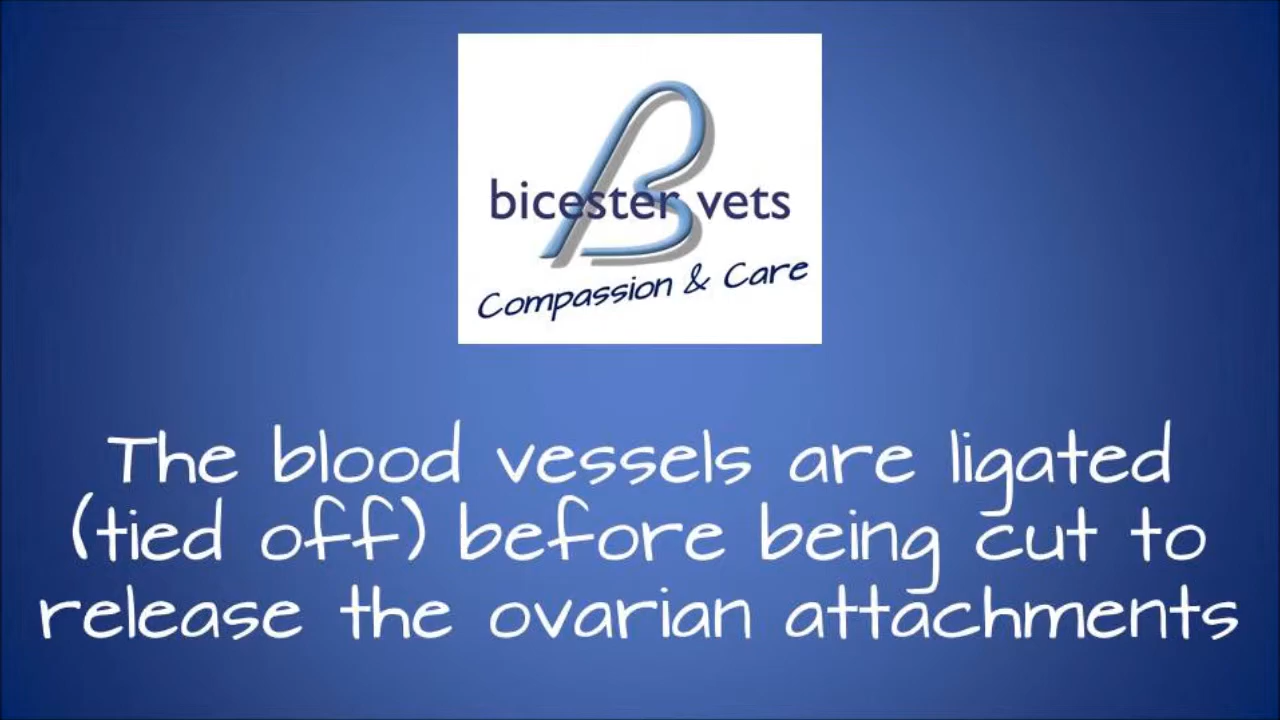 bicester vets
Compassion & Care
The blood vessels are ligated
(tied off) before being cut to
release the ovarian attachments